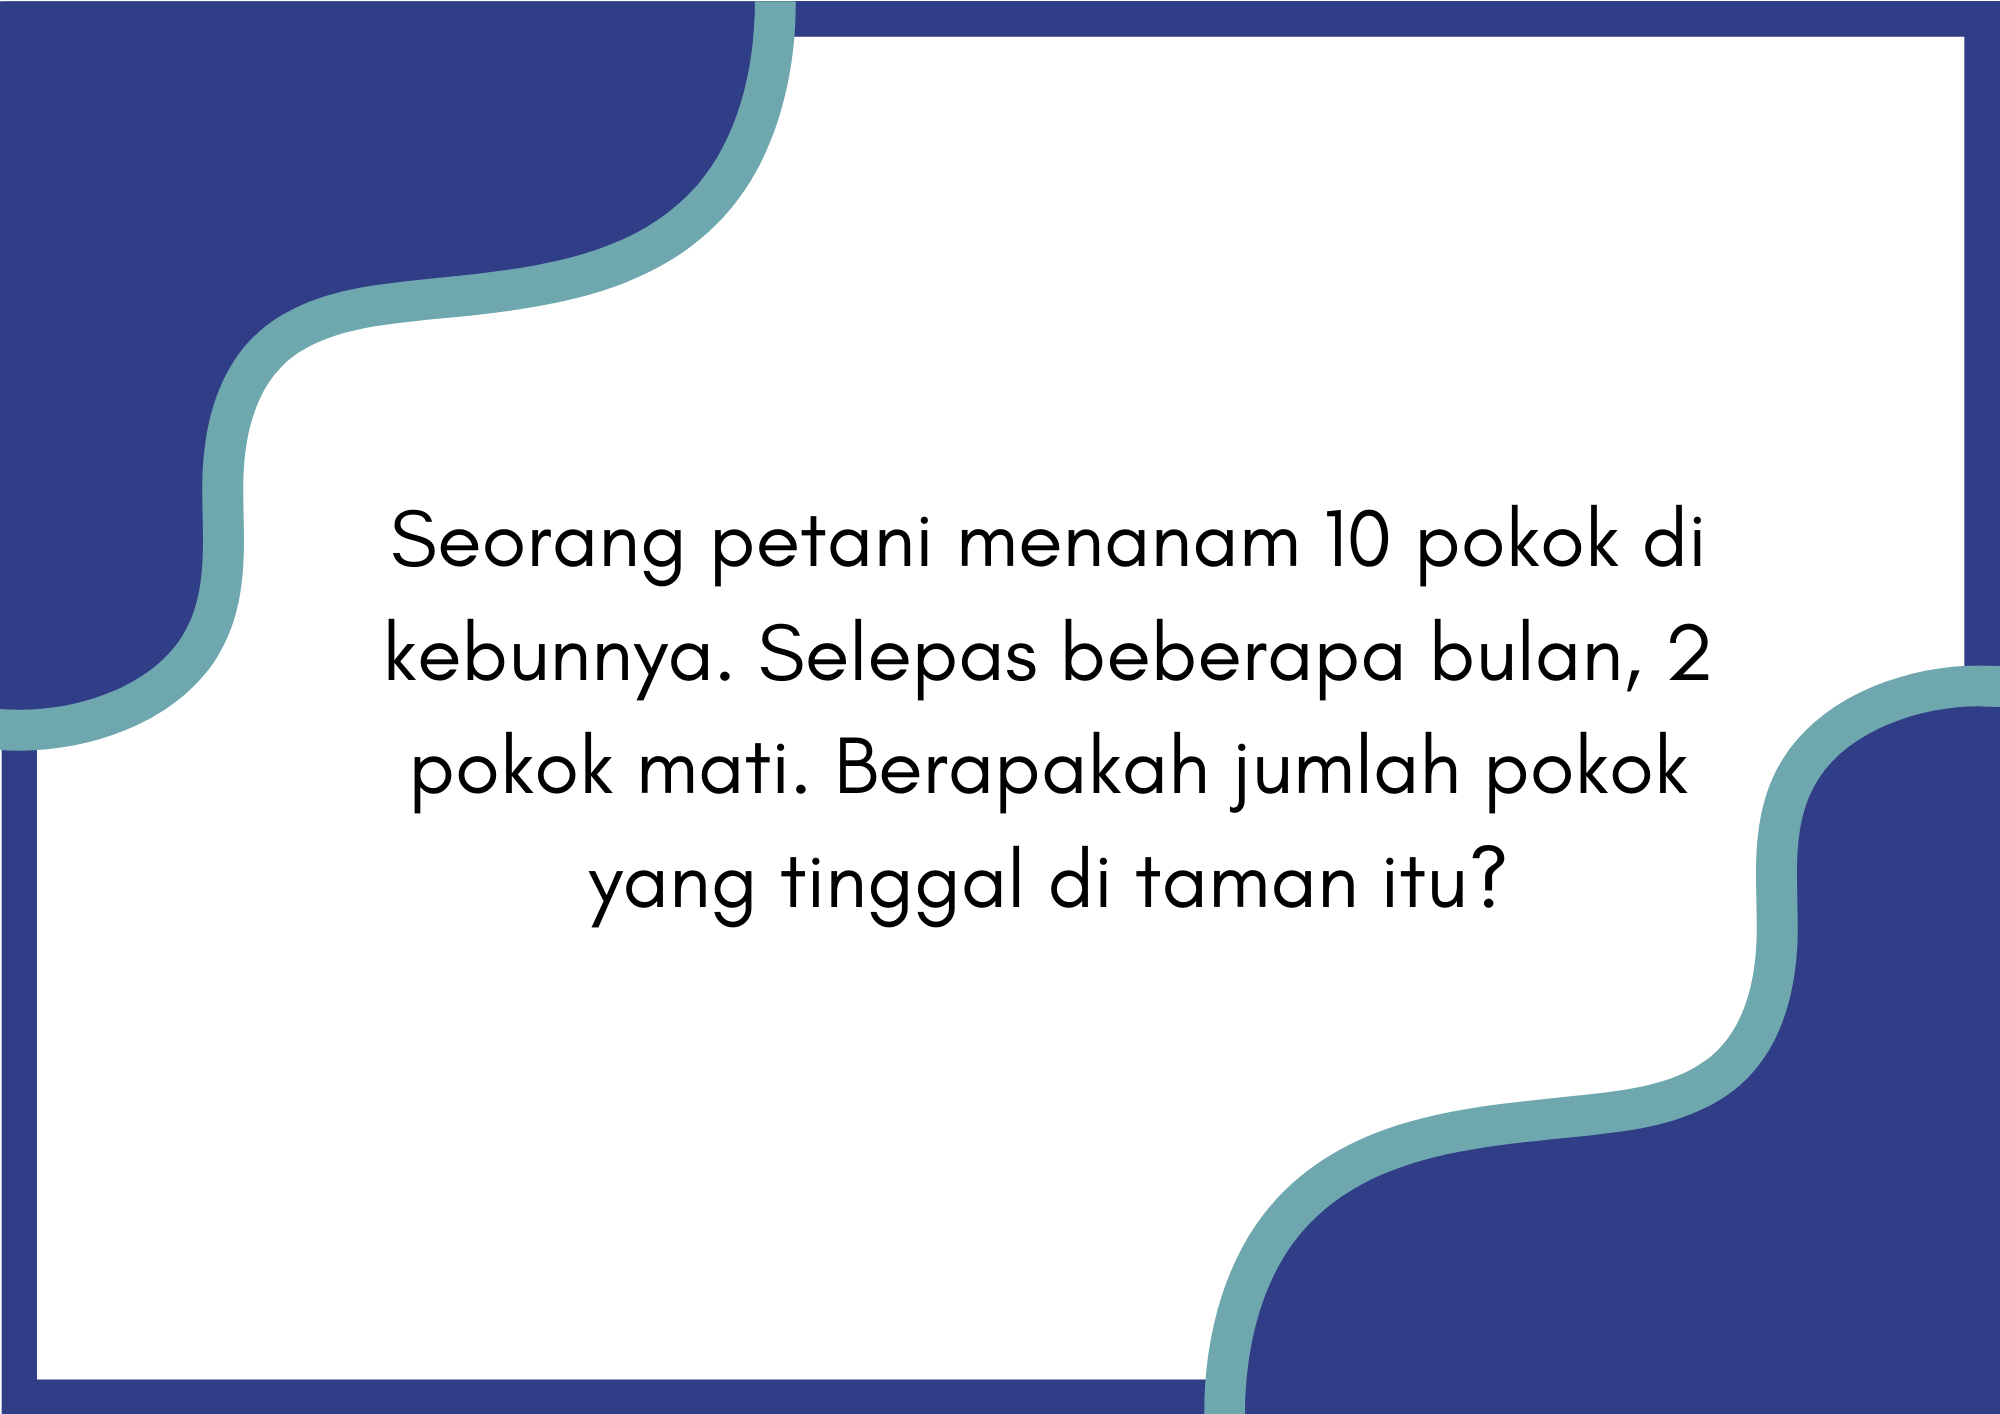 Seorang petani menanam 10 pokok di
kebunnya. Selepas beberapa bulan, 2
pokok mati. Berapakah jumlah pokok
yang tinggal di taman itu?